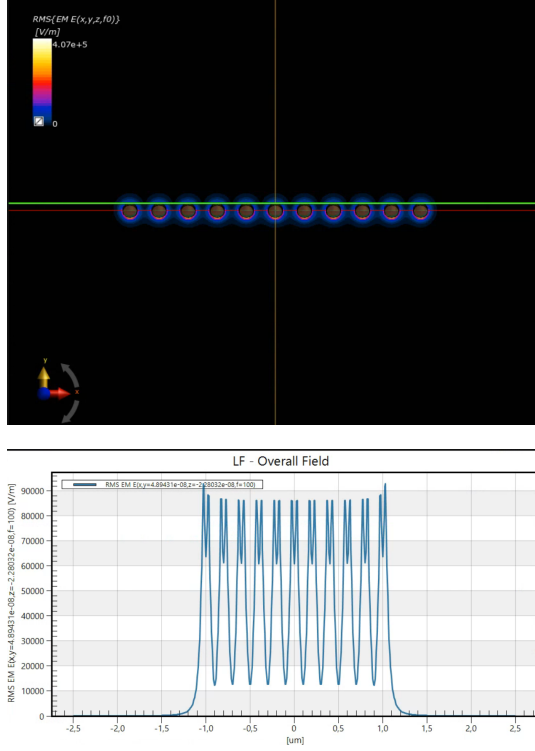 RMS{EM E(x,y,z,f0)}
[V/m]
4.07e+5
0
y
x
LF - Overall Field
RMS EM E(x,y=4.89431e-08,z=-2.28032e-08,f=100)
RMS EM E(x,y=4.89431e-08,z=-2.28032e-08,f=100) [V/m]
90000
80000
70000
60000
50000
40000
30000
20000
10000
0
-2,5 -2,0 -1,5 -1,0 -0,5 0 0,5 1,0 1,5 2,0 2,5
[um]